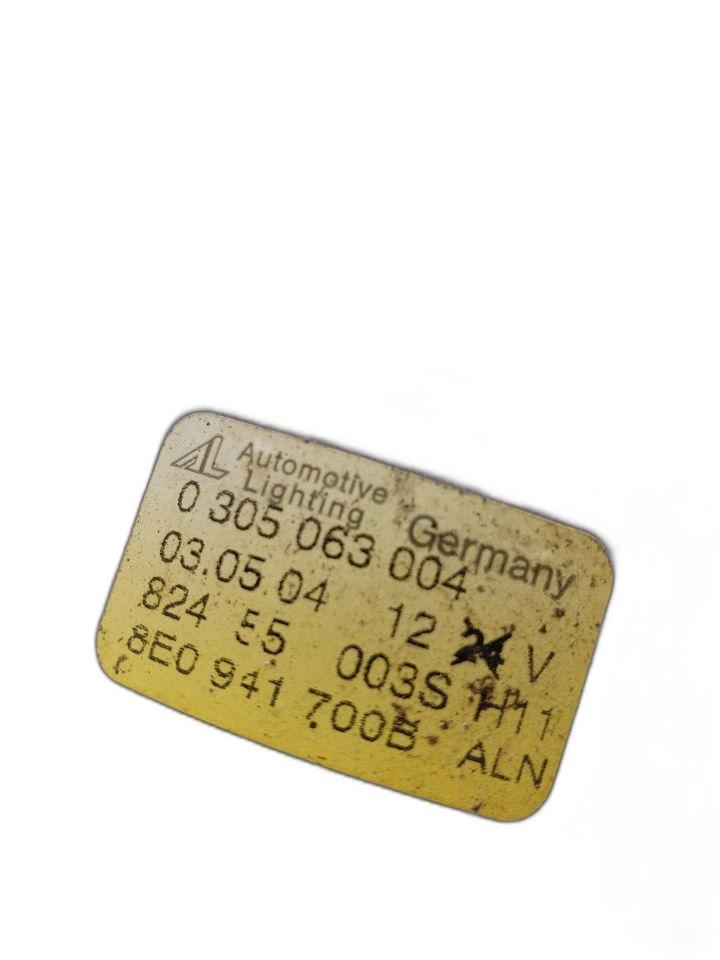 AL Automotive
Lighting Germany
0 305 063 004
03.05.04 12 24 V
824 55 003S H11
8E0 941 700B ALN